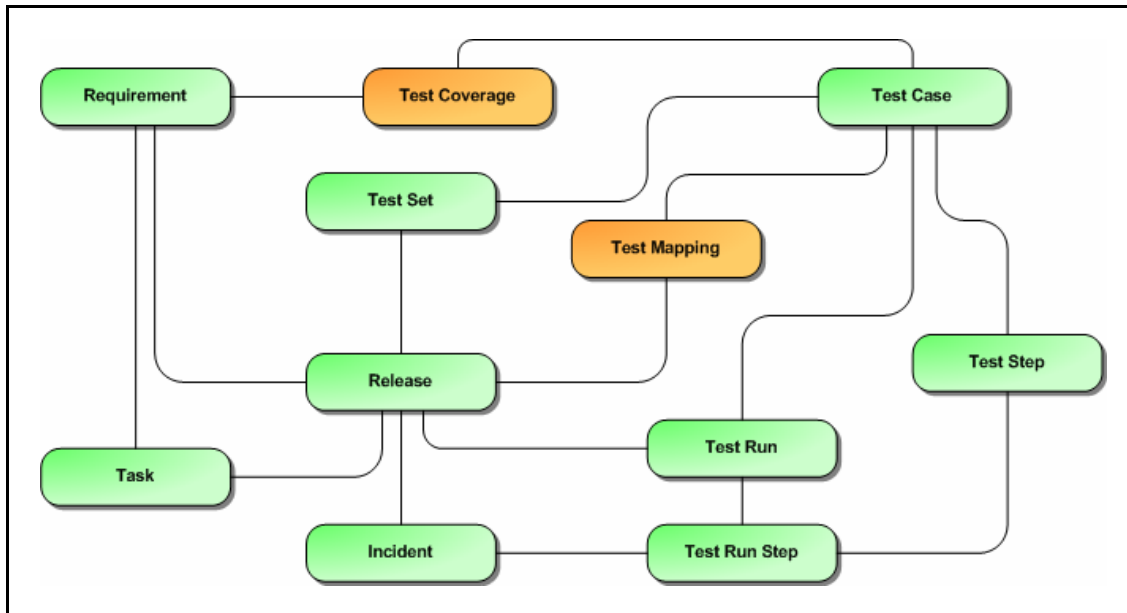 Requirement
Test Coverage
Test Case
Test Set
Test Mapping
Test Step
Release
Test Run
Task
Incident
Test Run Step